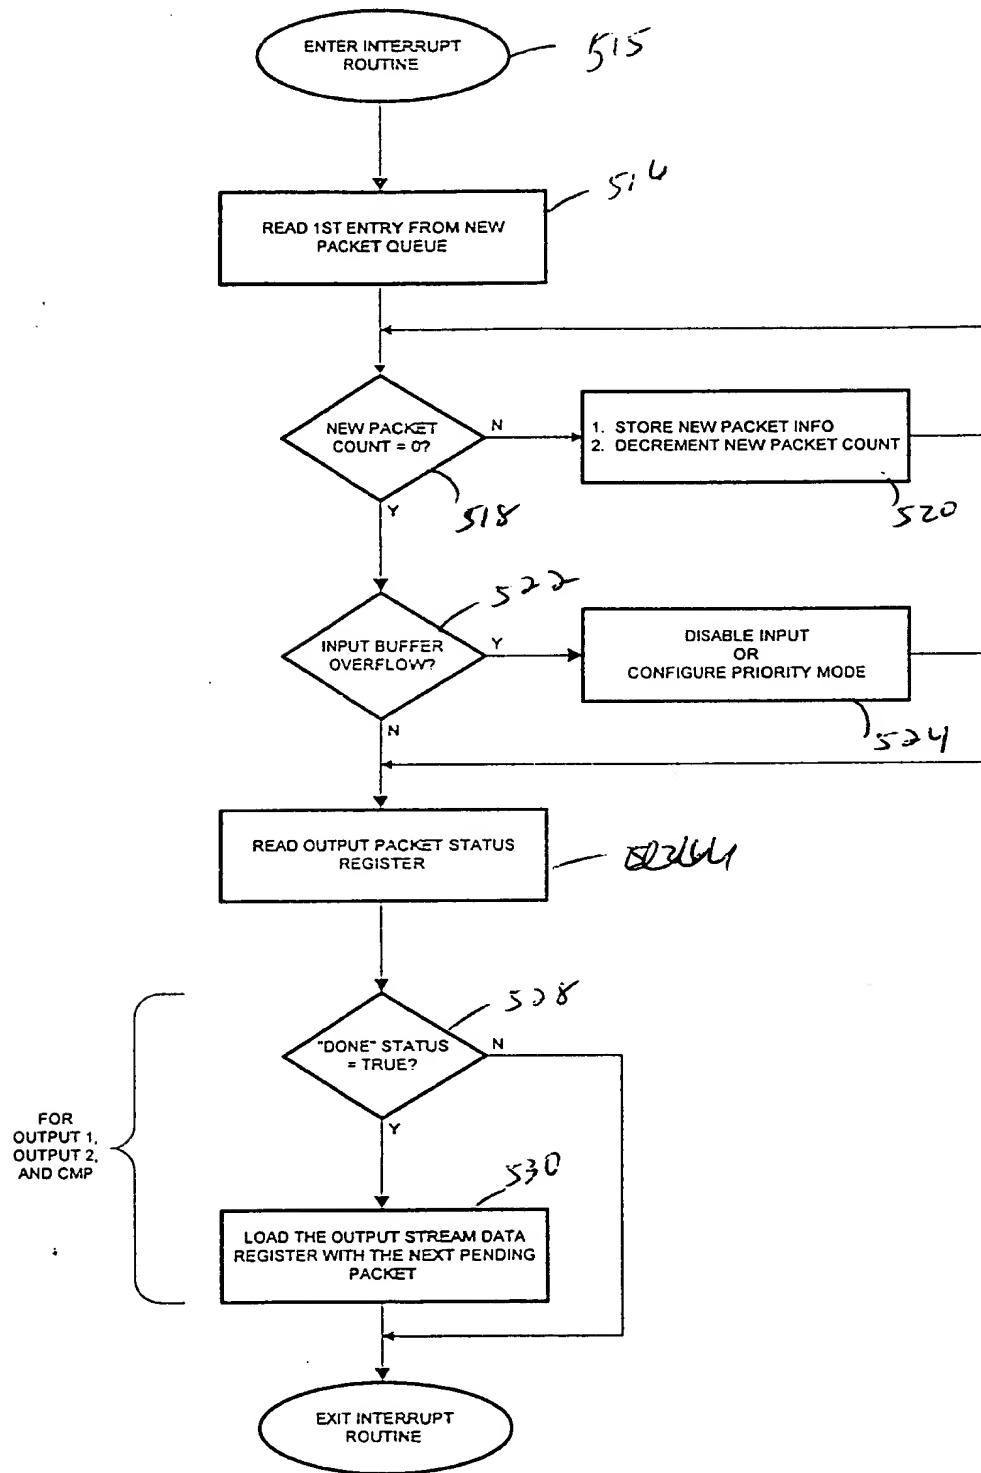 ENTER INTERRUPT
ROUTINE
515
READ 1ST ENTRY FROM NEW
PACKET QUEUE
516
NEW PACKET
COUNT = 0?
N
Y
518
1. STORE NEW PACKET INFO
2. DECREMENT NEW PACKET COUNT
520
INPUT BUFFER
OVERFLOW?
Y
N
522
DISABLE INPUT
OR
CONFIGURE PRIORITY MODE
524
READ OUTPUT PACKET STATUS
REGISTER
"DONE" STATUS
= TRUE?
N
Y
528
FOR
OUTPUT 1,
OUTPUT 2,
AND CMP
530
LOAD THE OUTPUT STREAM DATA
REGISTER WITH THE NEXT PENDING
PACKET
EXIT INTERRUPT
ROUTINE